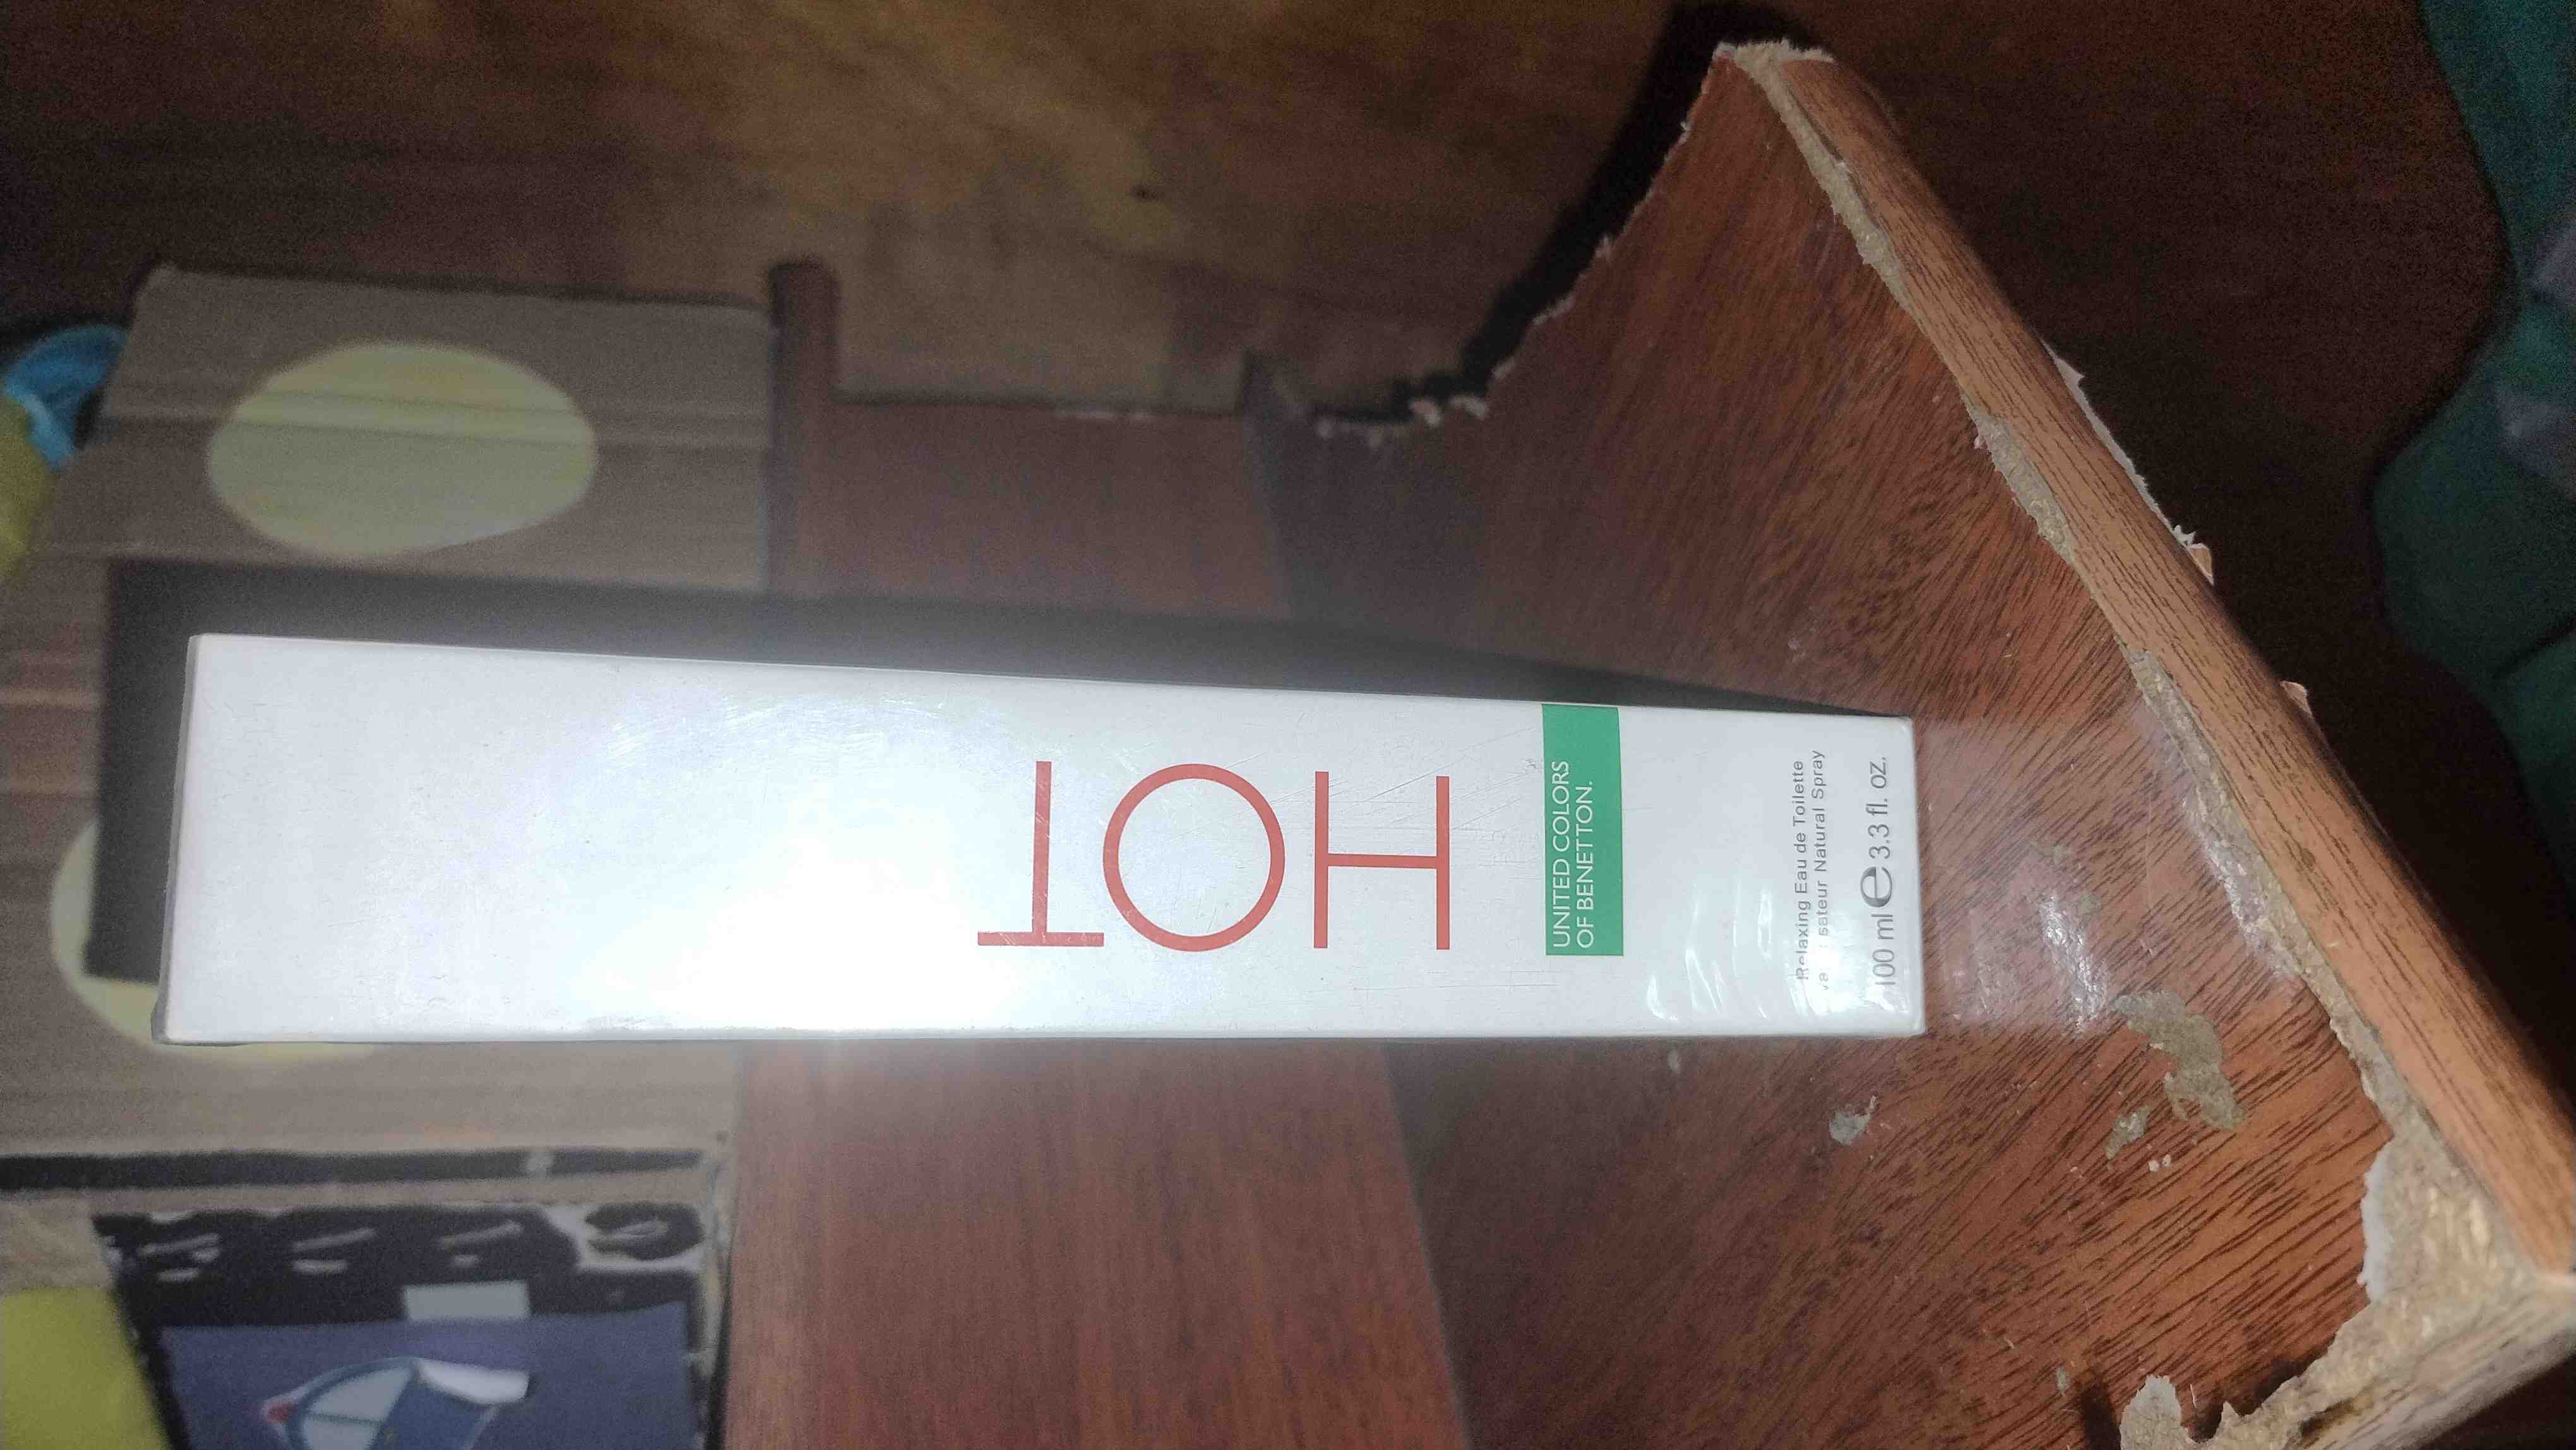 HOT
UNITED COLORS
OF BENETTON.
Relaxing Eau de Toilette
Natural Spray
100 ml ℮ 3.3 fl. oz.